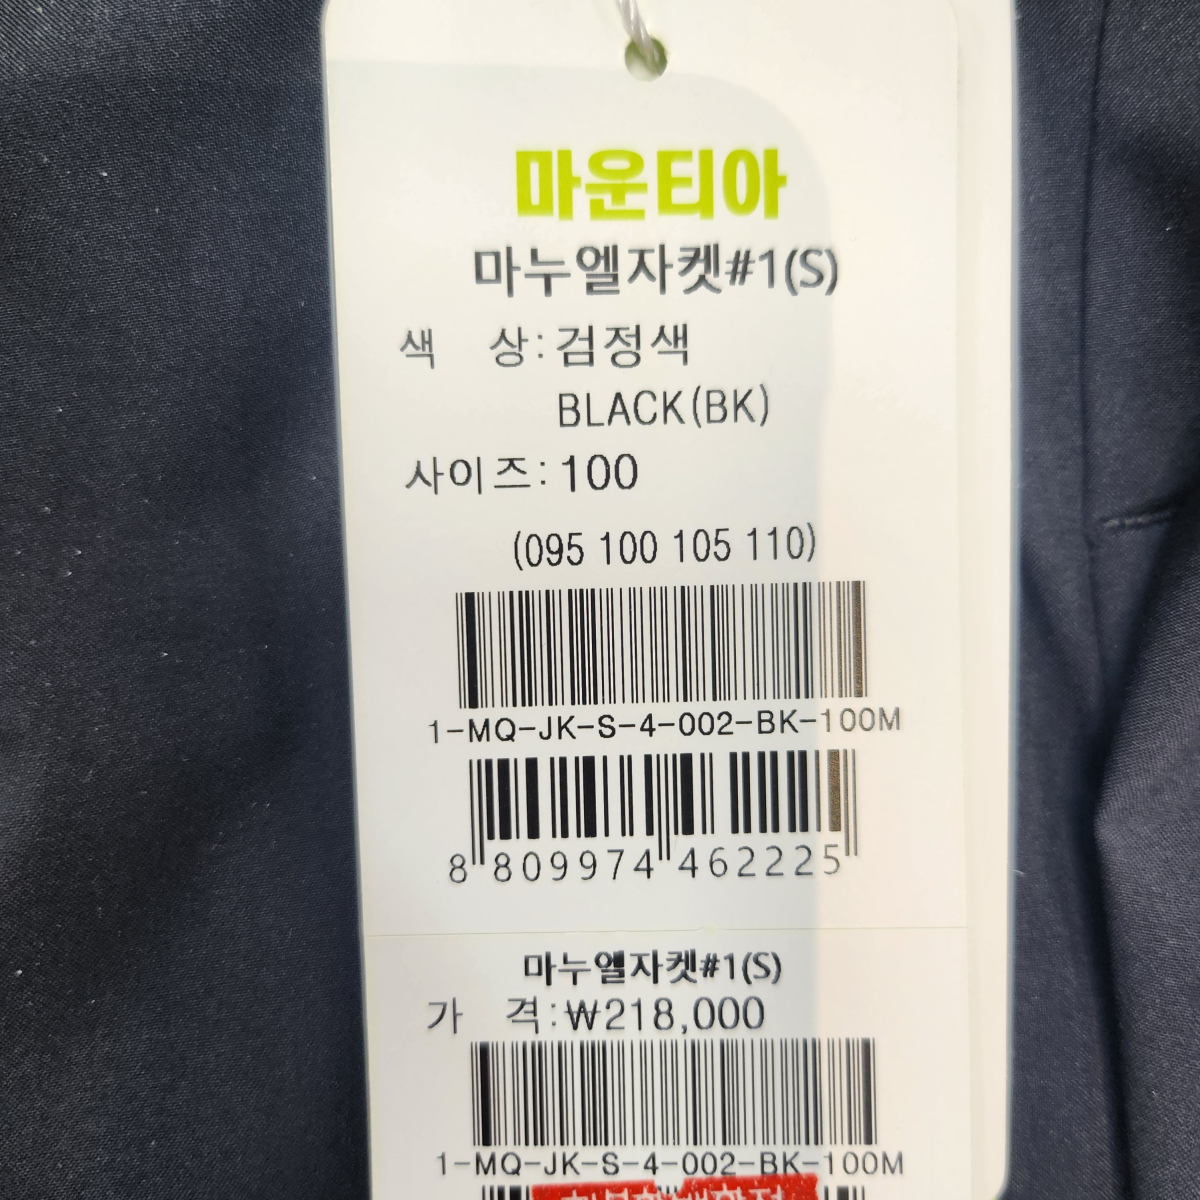 마운티아
마누엘자켓#1(S)
색 상:검정색
BLACK(BK)
사이즈:100
(095 100 105 110)
1-MQ-JK-S-4-002-BK-100M
8 809974 462225
마누엘자켓#1(S)
가 격:₩218,000
1-MQ-JK-S-4-002-BK-100M